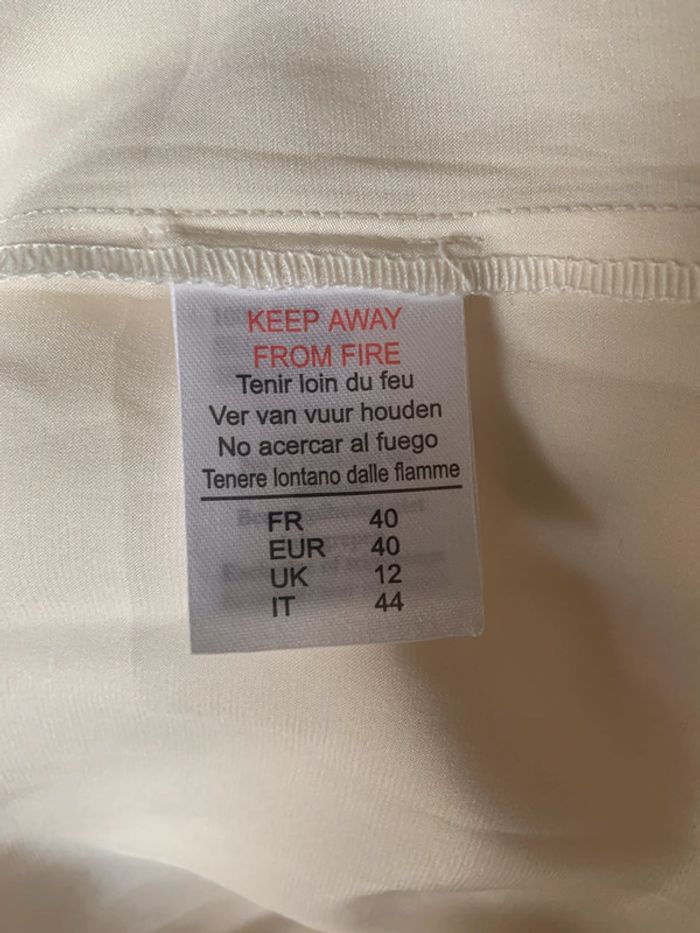 KEEP AWAY
FROM FIRE
Tenir loin du feu
Ver van vuur houden
No acercar al fuego
Tenere lontano dalle flamme
FR 40
EUR 40
UK 12
IT 44